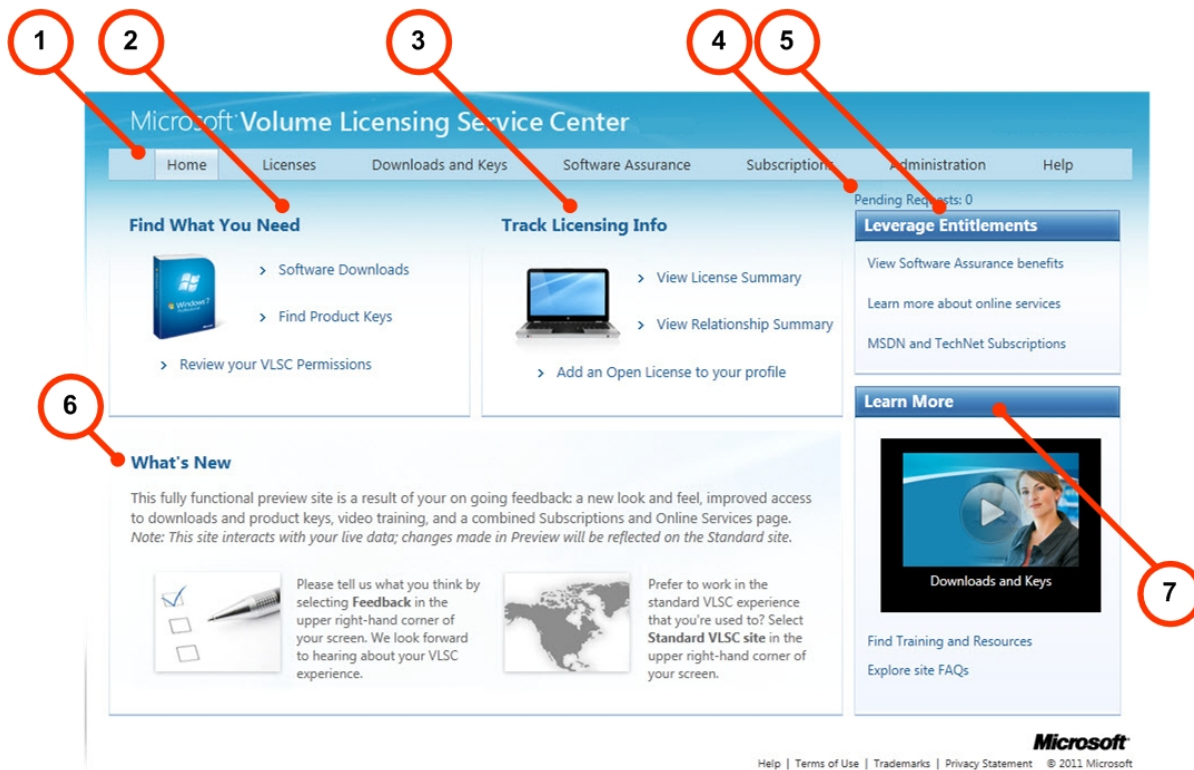 1
2
3
4
5
Microsoft Volume Licensing Service Center
Home
Licenses
Downloads and Keys
Software Assurance
Subscriptions
Administration
Help
Pending Requests: 0
Find What You Need
Windows 7
Professional
Software Downloads
Find Product Keys
Review your VLSC Permissions
Track Licensing Info
View License Summary
View Relationship Summary
Add an Open License to your profile
Leverage Entitlements
View Software Assurance benefits
Learn more about online services
MSDN and TechNet Subscriptions
6
What's New
This fully functional preview site is a result of your on going feedback: a new look and feel, improved access
to downloads and product keys, video training, and a combined Subscriptions and Online Services page.
Note: This site interacts with your live data; changes made in Preview will be reflected on the Standard site.
Please tell us what you think by
selecting Feedback in the
upper right-hand corner of
your screen. We look forward
to hearing about your VLSC
experience.
Prefer to work in the
standard VLSC experience
that you're used to? Select
Standard VLSC site in the
upper right-hand corner of
your screen.
Learn More
Downloads and Keys
7
Find Training and Resources
Explore site FAQs
Microsoft
Help | Terms of Use | Trademarks | Privacy Statement © 2011 Microsoft